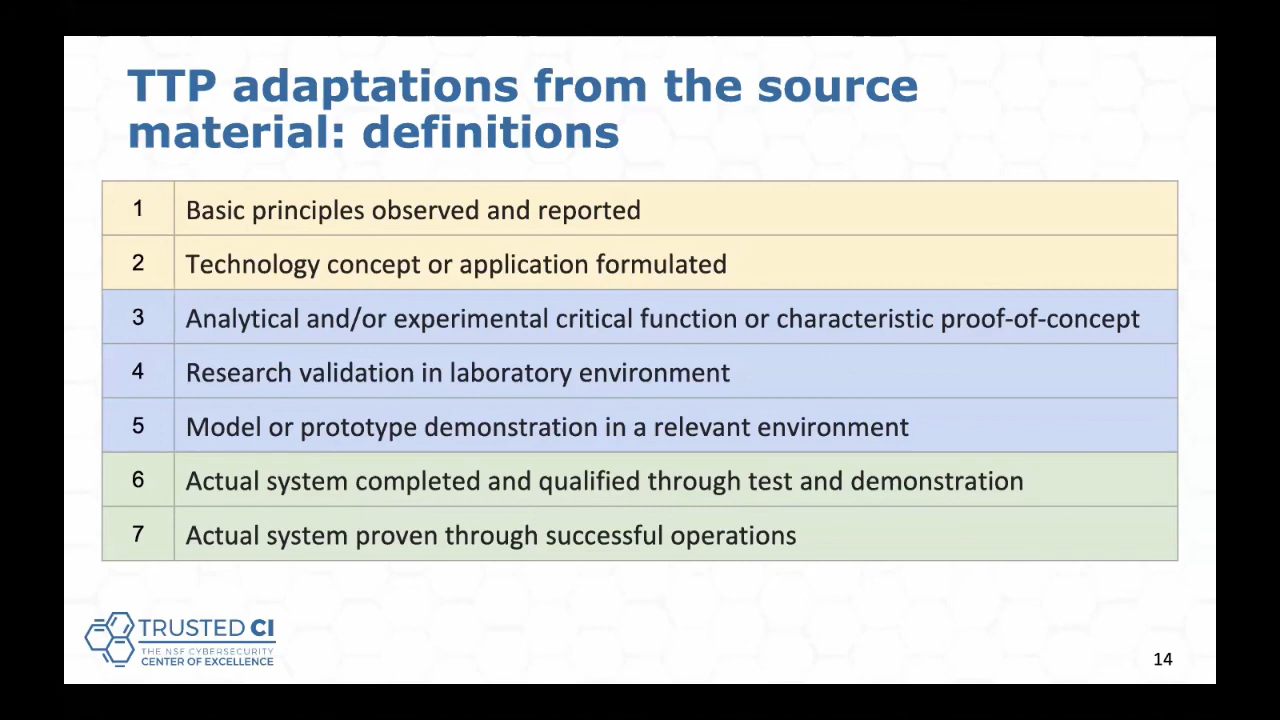 TTP adaptations from the source
material: definitions
1 Basic principles observed and reported
2 Technology concept or application formulated
3 Analytical and/or experimental critical function or characteristic proof-of-concept
4 Research validation in laboratory environment
5 Model or prototype demonstration in a relevant environment
6 Actual system completed and qualified through test and demonstration
7 Actual system proven through successful operations
TRUSTED CI
THE NSF CYBERSECURITY
CENTER OF EXCELLENCE
14